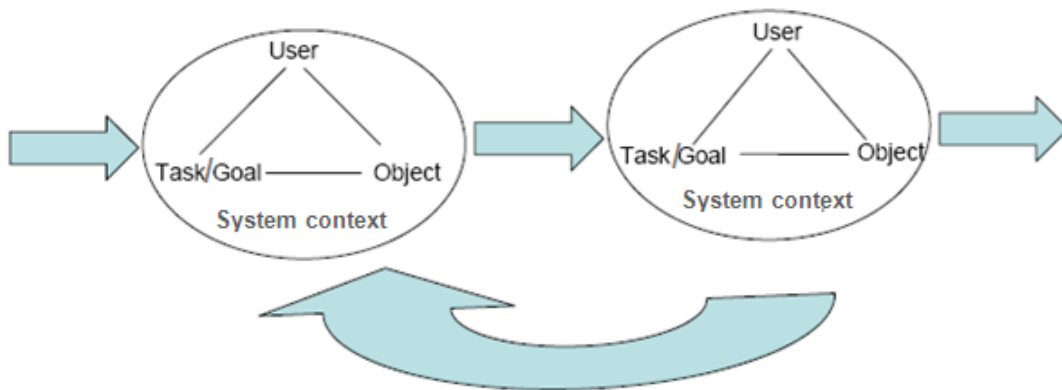 User
Task/Goal
Object
System context
User
Task/Goal
Object
System context